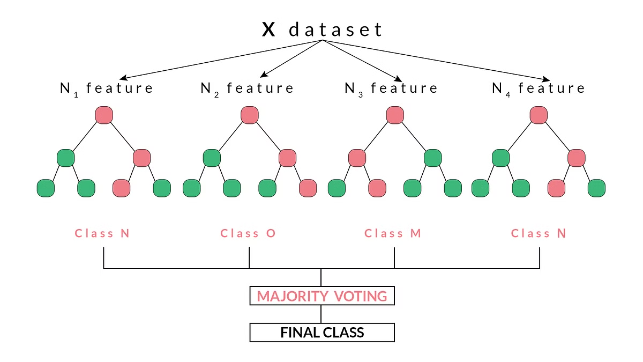 X dataset
N1 feature N2 feature N3 feature N4 feature
Class N Class O Class M Class N
MAJORITY VOTING
FINAL CLASS